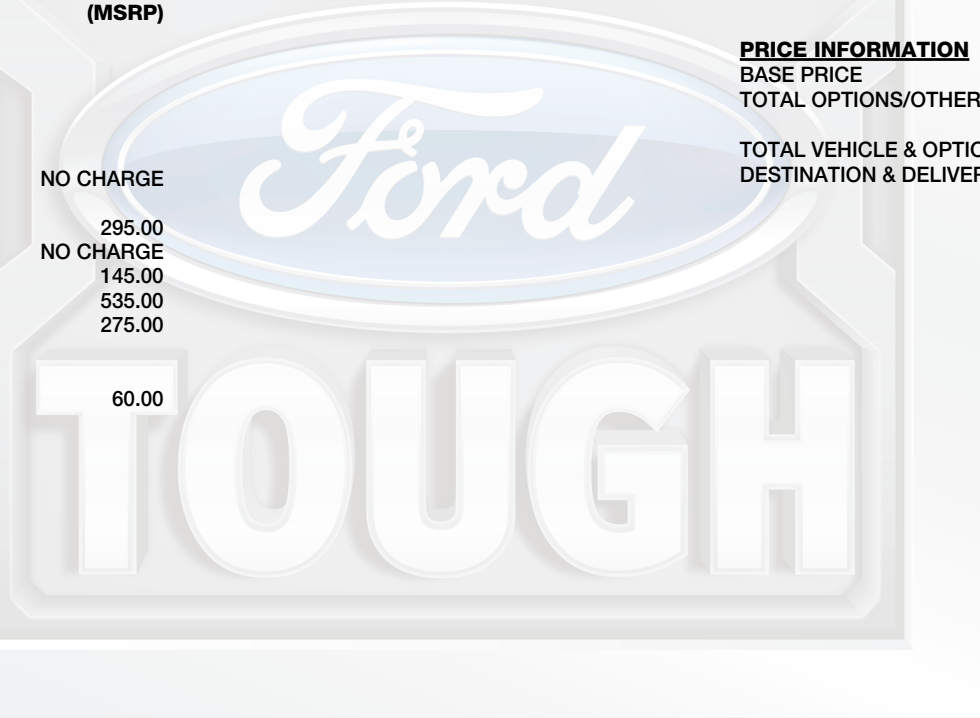 (MSRP)
NO CHARGE
295.00
NO CHARGE
145.00
535.00
275.00
60.00
PRICE INFORMATION
BASE PRICE
TOTAL OPTIONS/OTHER
TOTAL VEHICLE & OPTIO
DESTINATION & DELIVER
Ford
TOUGH